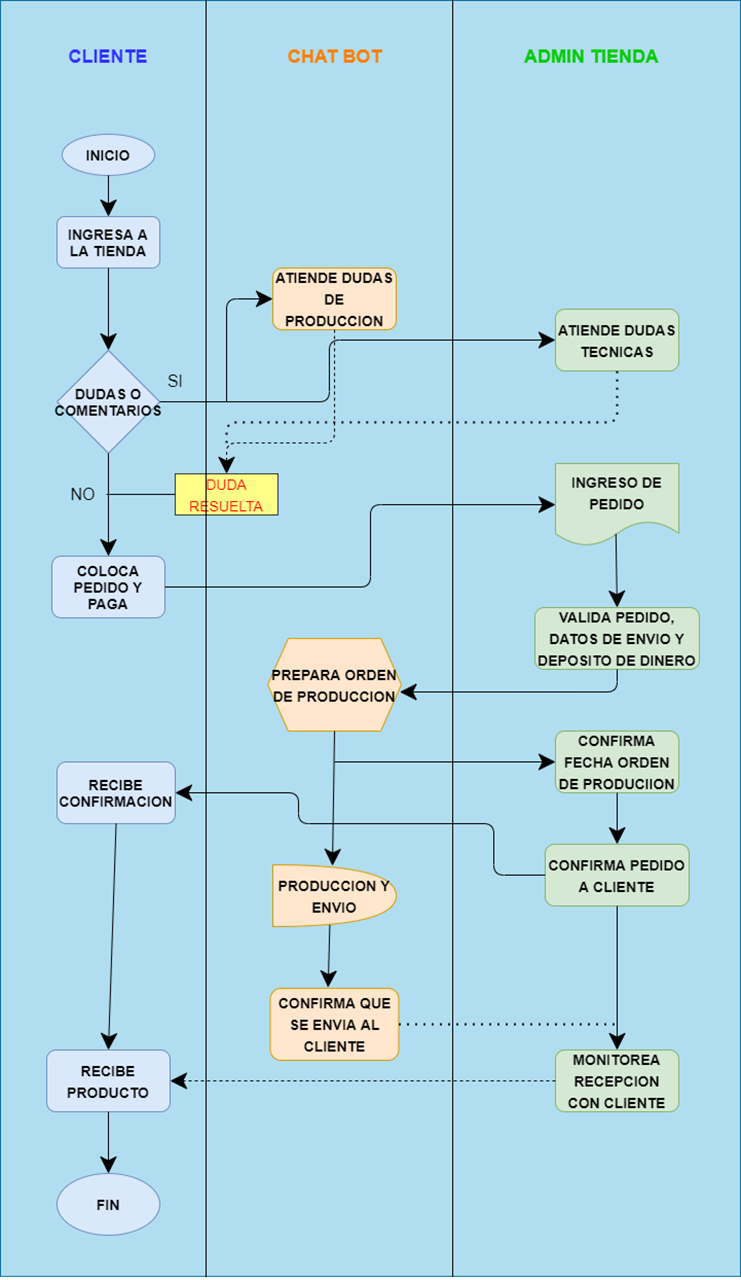 CLIENTE
CHAT BOT
ADMIN TIENDA
INICIO
INGRESA A
LA TIENDA
ATIENDE DUDAS
DE
PRODUCCION
ATIENDE DUDAS
TECNICAS
SI
DUDAS O
COMENTARIOS
NO
DUDA
RESUELTA
INGRESO DE
PEDIDO
COLOCA
PEDIDO Y
PAGA
VALIDA PEDIDO,
DATOS DE ENVIO Y
DEPOSITO DE DINERO
PREPARA ORDEN
DE PRODUCCION
CONFIRMA
FECHA ORDEN
DE PRODUCIION
RECIBE
CONFIRMACION
CONFIRMA PEDIDO
A CLIENTE
PRODUCCION Y
ENVIO
CONFIRMA QUE
SE ENVIA AL
CLIENTE
RECIBE
PRODUCTO
MONITOREA
RECEPCION
CON CLIENTE
FIN